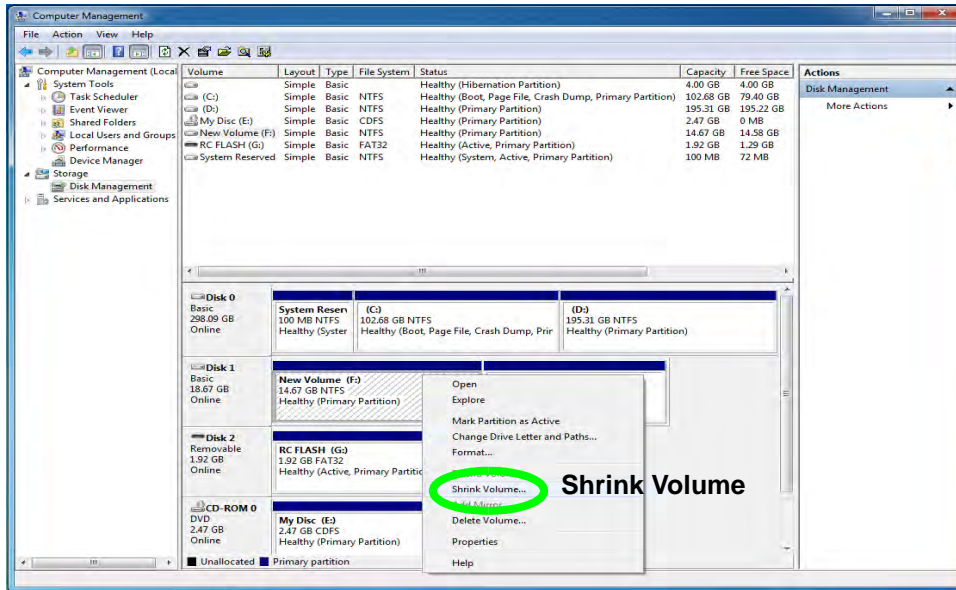 Computer Management
File Action View Help
Computer Management (Local
System Tools
Task Scheduler
Event Viewer
Shared Folders
Local Users and Groups
Performance
Device Manager
Storage
Disk Management
Services and Applications
Volume Layout Type File System Status Capacity Free Space
Simple Basic Healthy (Hibernation Partition) 4.00 GB 4.00 GB
(C:) Simple Basic NTFS Healthy (Boot, Page File, Crash Dump, Primary Partition) 102.68 GB 79.40 GB
(D:) Simple Basic NTFS Healthy (Primary Partition) 195.31 GB 195.22 GB
My Disc (E:) Simple Basic CDFS Healthy (Primary Partition) 2.47 GB 0 MB
New Volume (F:) Simple Basic NTFS Healthy (Primary Partition) 14.67 GB 14.58 GB
RC FLASH (G:) Simple Basic FAT32 Healthy (Active, Primary Partition) 1.92 GB 1.29 GB
System Reserved Simple Basic NTFS Healthy (System, Active, Primary Partition) 100 MB 72 MB
Actions
Disk Management
More Actions
Disk 0
Basic
298.09 GB
Online
System Reserv
100 MB NTFS
Healthy (Syster
(C:)
102.68 GB NTFS
Healthy (Boot, Page File, Crash Dump, Prir
(D:)
195.31 GB NTFS
Healthy (Primary Partition)
Disk 1
Basic
18.67 GB
Online
New Volume (F:)
14.67 GB NTFS
Healthy (Primary Partition)
Disk 2
Removable
1.92 GB
Online
RC FLASH (G:)
1.92 GB FAT32
Healthy (Active, Primary Partitic
CD-ROM 0
DVD
2.47 GB
Online
My Disc (E:)
2.47 GB CDFS
Healthy (Primary Partition)
Open
Explore
Mark Partition as Active
Change Drive Letter and Paths...
Format...
Shrink Volume...
Add Mirror...
Delete Volume...
Properties
Help
Shrink Volume
Unallocated Primary partition